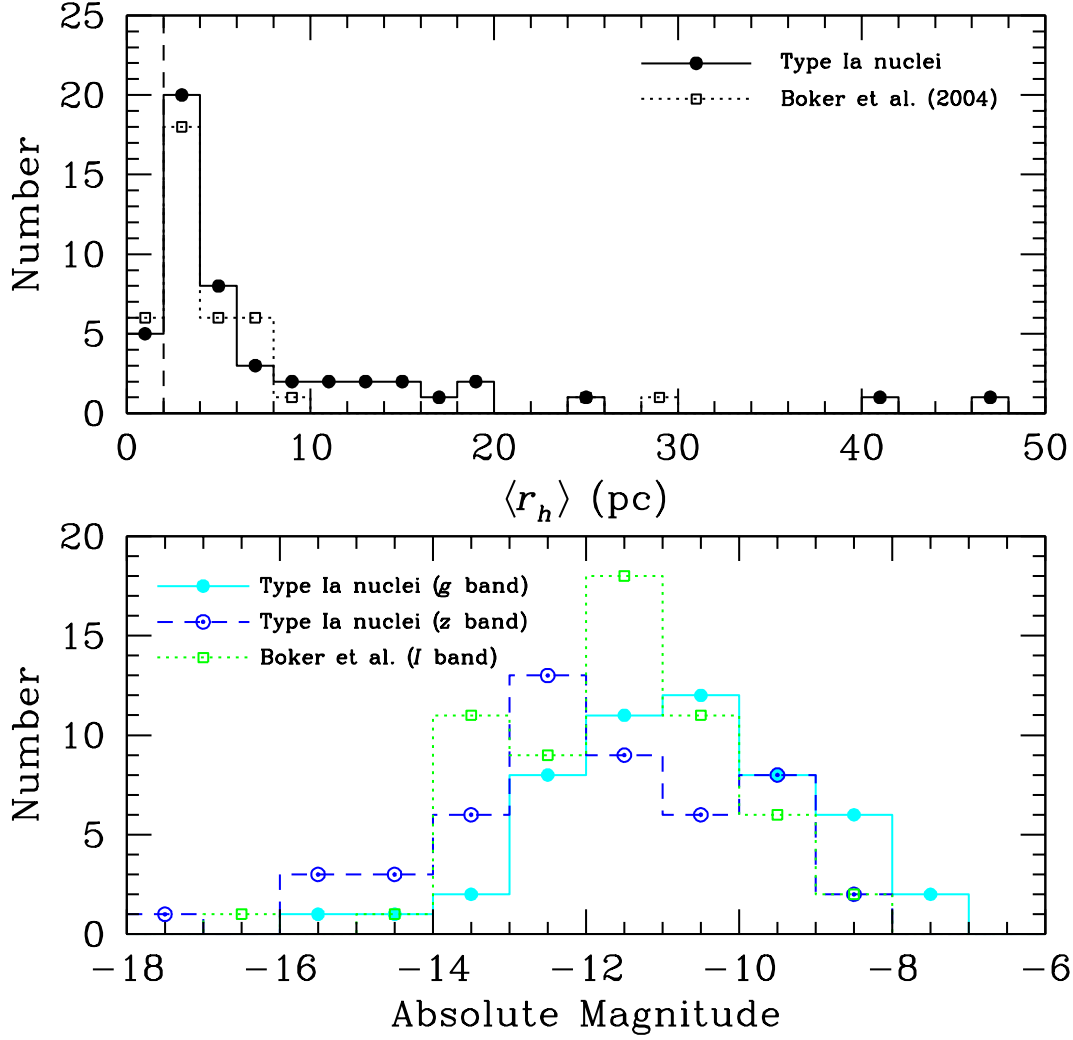 25
20
15
10
5
0
Number
Type Ia nuclei
Boker et al. (2004)
0 10 20 30 40 50
⟨r_h⟩ (pc)
20
15
10
5
0
Number
Type Ia nuclei (g band)
Type Ia nuclei (z band)
Boker et al. (I band)
−18 −16 −14 −12 −10 −8 −6
Absolute Magnitude